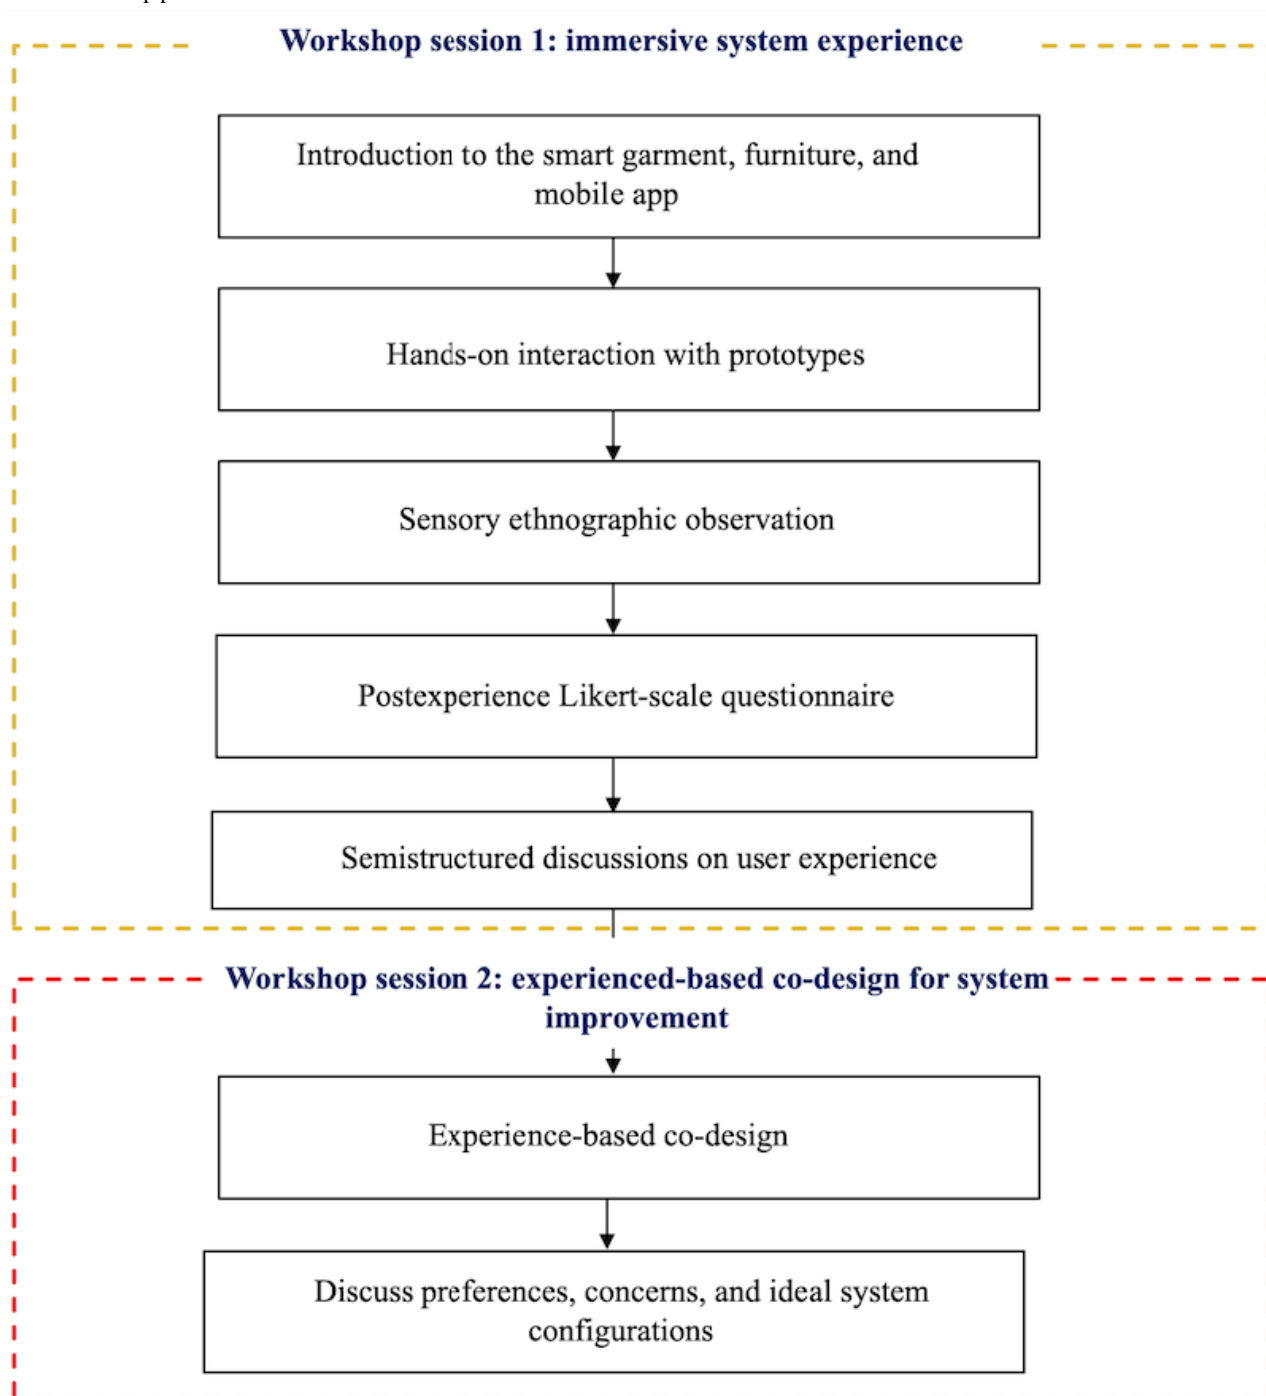 Workshop session 1: immersive system experience
Introduction to the smart garment, furniture, and
mobile app
Hands-on interaction with prototypes
Sensory ethnographic observation
Postexperience Likert-scale questionnaire
Semistructured discussions on user experience
Workshop session 2: experienced-based co-design for system
improvement
Experience-based co-design
Discuss preferences, concerns, and ideal system
configurations